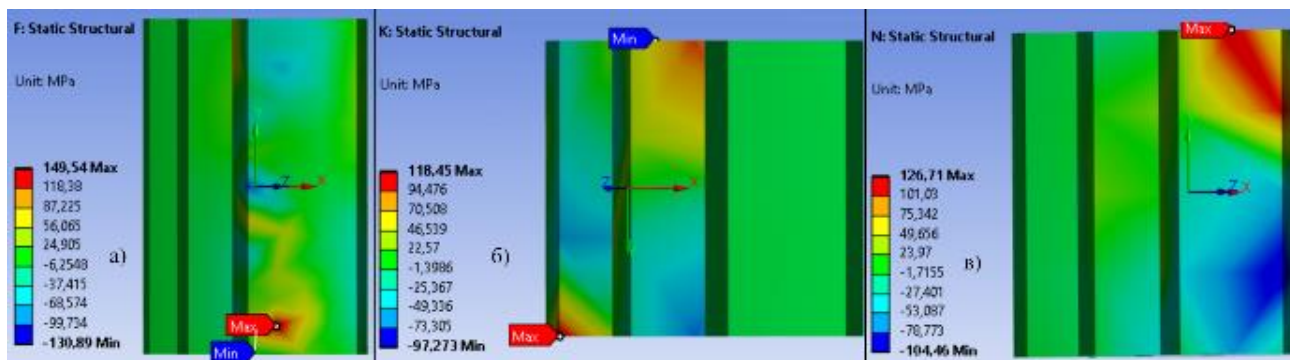 F: Static Structural
Unit: MPa
149,54 Max
118,38
87,225
56,065
24,905
-6,2548
-37,415
-68,574
-99,734
-130,89 Min
а)
Z
X
Max
Min
K: Static Structural
Unit: MPa
118,45 Max
94,476
70,508
46,539
22,57
-1,3986
-25,367
-49,336
-73,305
-97,273 Min
б)
Min
Z
X
Max
N: Static Structural
Unit: MPa
126,71 Max
101,03
75,342
49,656
23,97
-1,7155
-27,401
-53,087
-78,773
-104,46 Min
в)
Max
Z
X